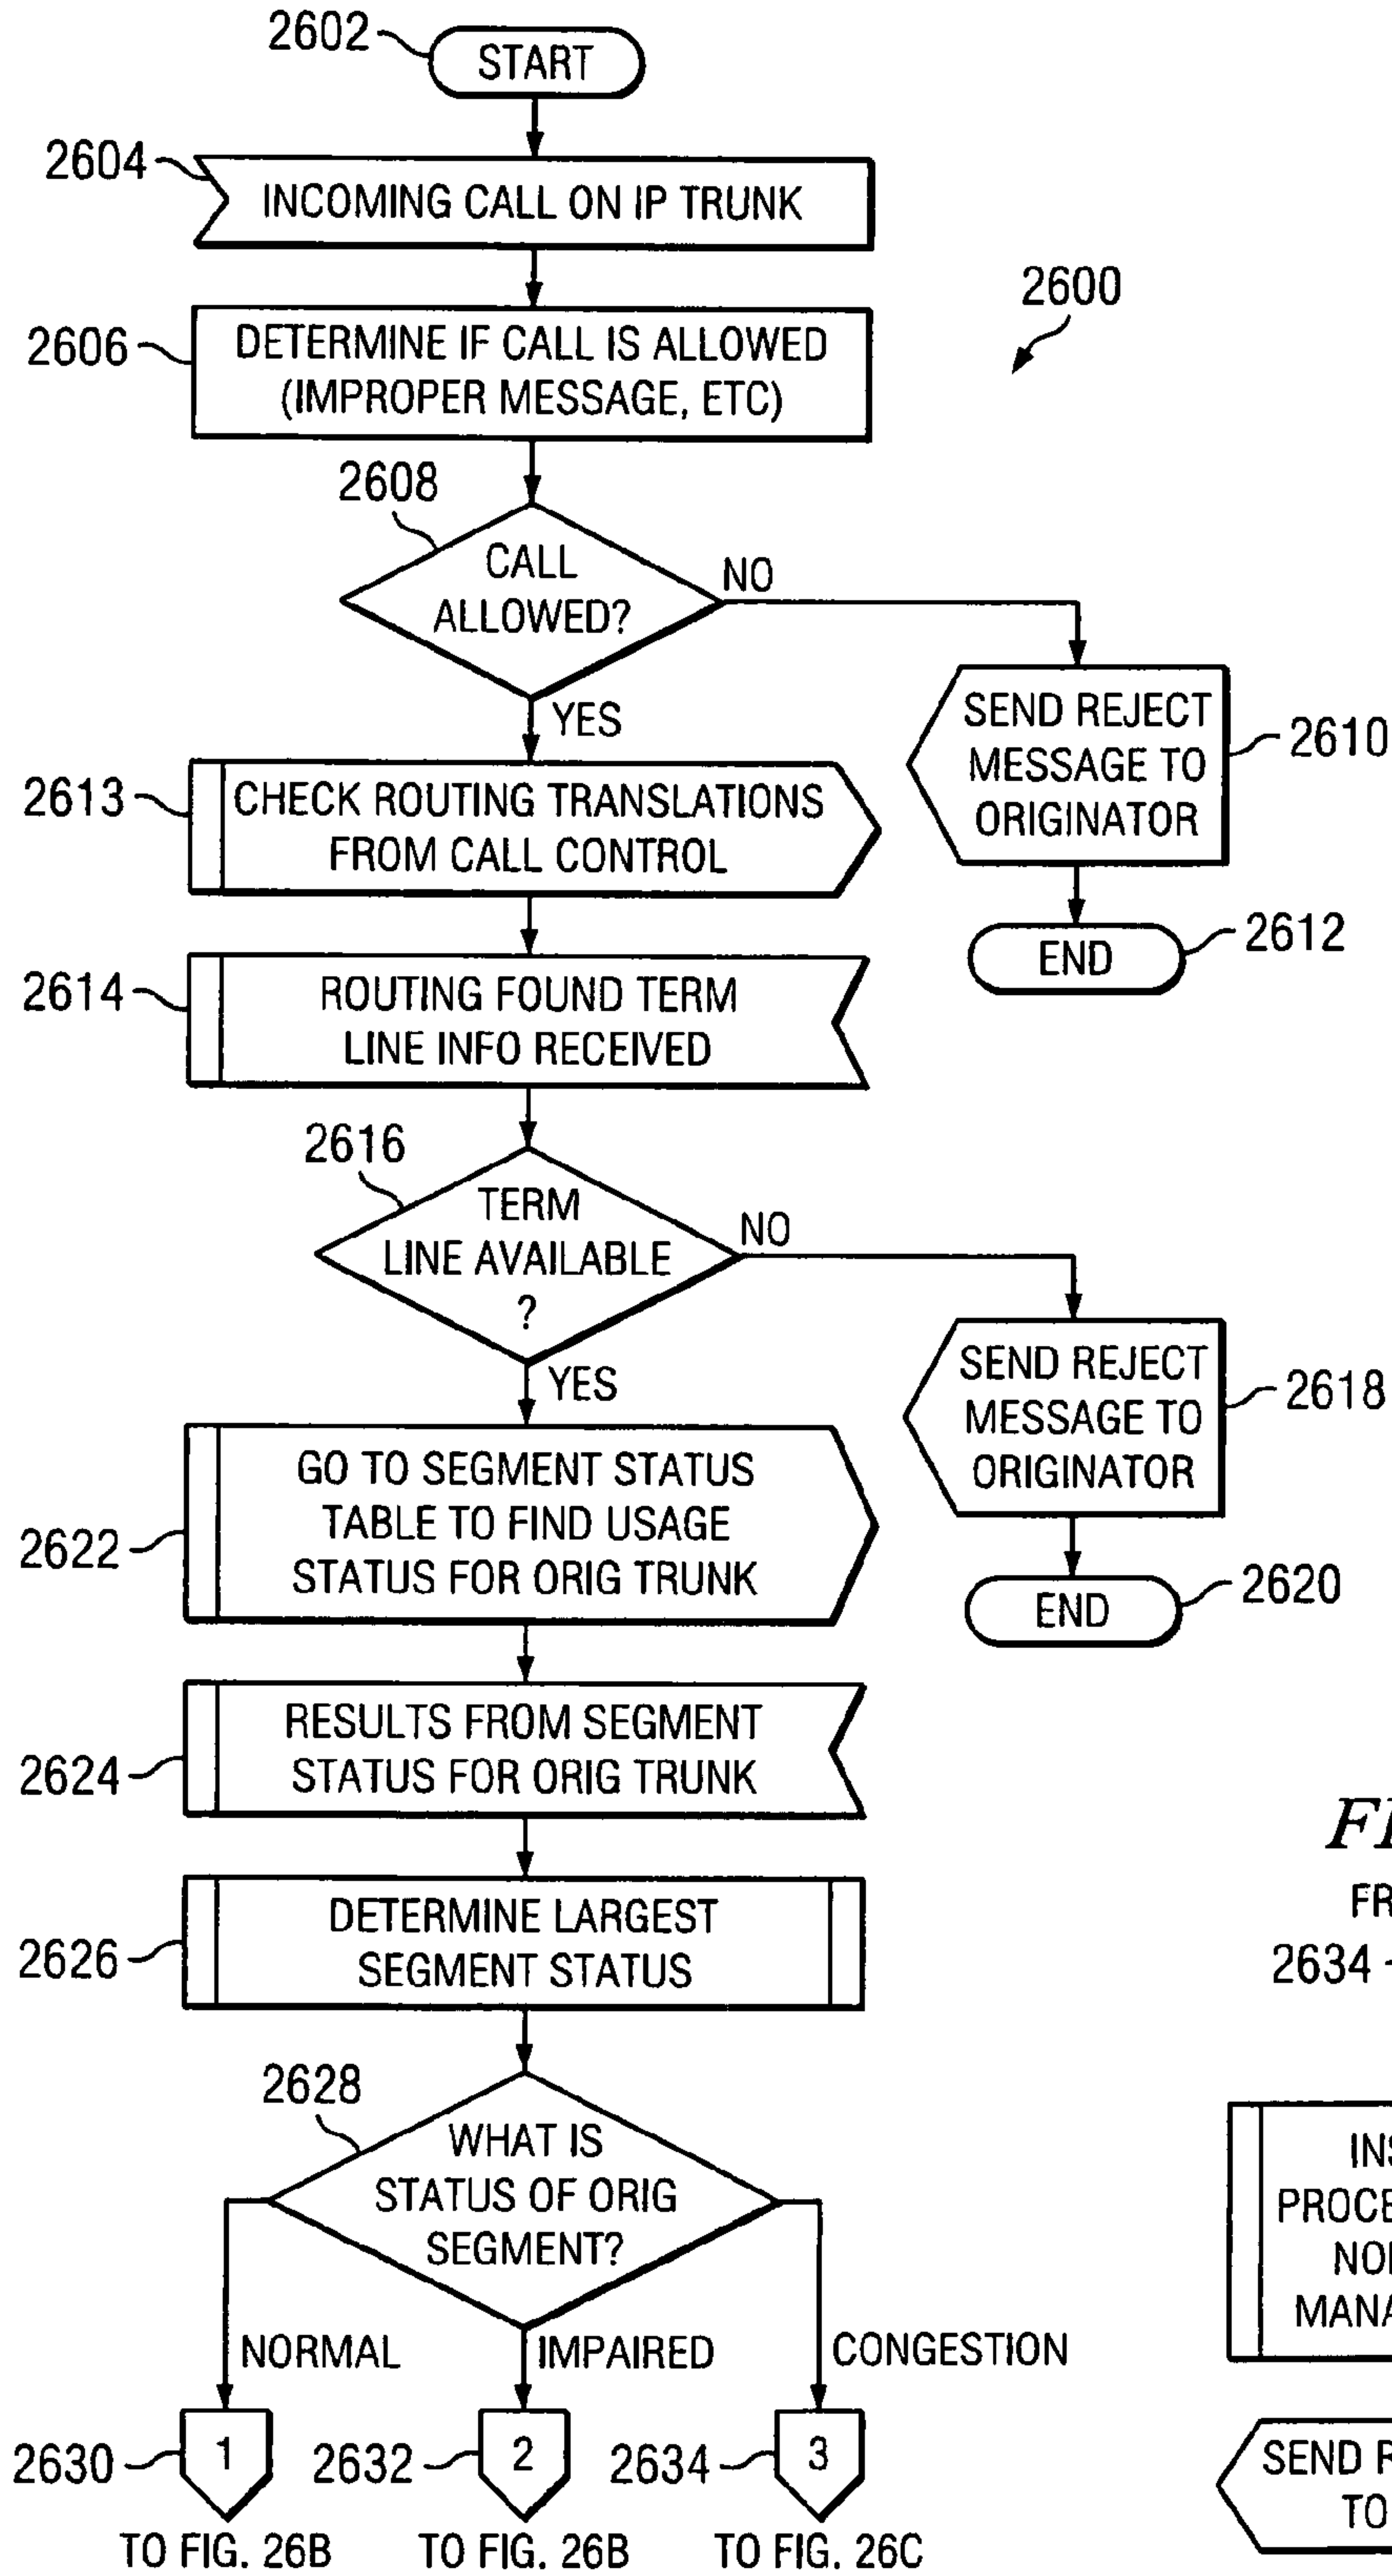 2602
START
2604
INCOMING CALL ON IP TRUNK
2600
2606
DETERMINE IF CALL IS ALLOWED
(IMPROPER MESSAGE, ETC)
2608
CALL
ALLOWED?
NO
YES
SEND REJECT
MESSAGE TO
ORIGINATOR
2610
2613
CHECK ROUTING TRANSLATIONS
FROM CALL CONTROL
END
2612
2614
ROUTING FOUND TERM
LINE INFO RECEIVED
2616
TERM
LINE AVAILABLE
?
NO
YES
SEND REJECT
MESSAGE TO
ORIGINATOR
2618
2622
GO TO SEGMENT STATUS
TABLE TO FIND USAGE
STATUS FOR ORIG TRUNK
END
2620
2624
RESULTS FROM SEGMENT
STATUS FOR ORIG TRUNK
2626
DETERMINE LARGEST
SEGMENT STATUS
2634
2628
WHAT IS
STATUS OF ORIG
SEGMENT?
NORMAL
IMPAIRED
CONGESTION
2630
1
2632
2
2634
3
SEND
TO
TO FIG. 26B
TO FIG. 26B
TO FIG. 26C